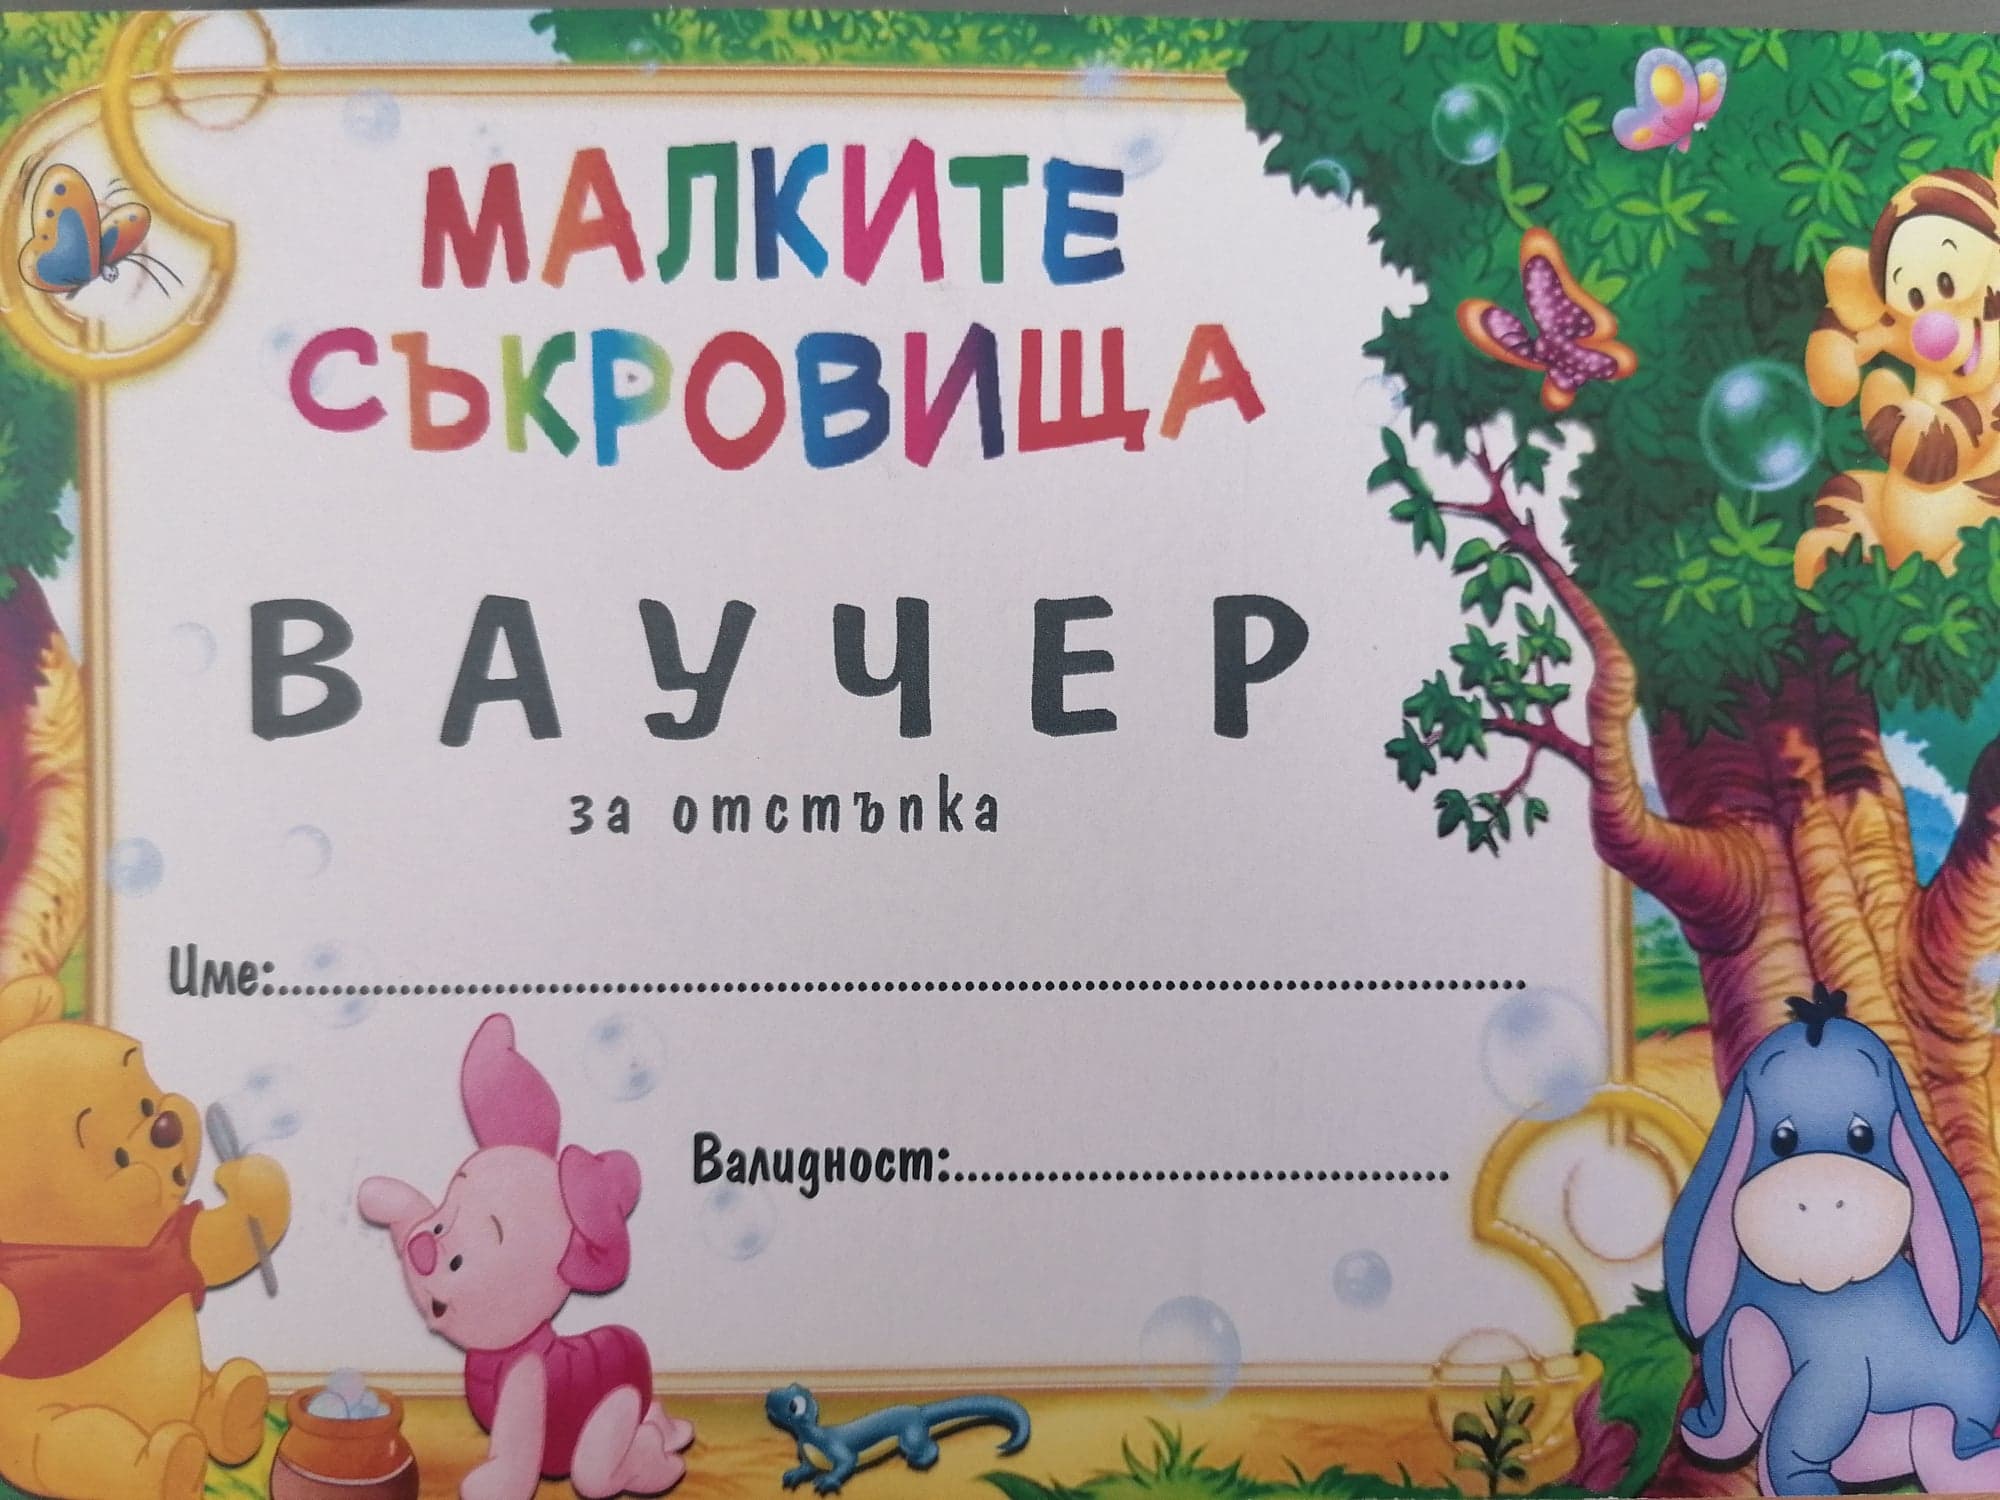 МАЛКИТЕ
СЪКРОВИЩА
ВАУЧЕР
за отстъпка
Име:..........................................................................................
Валидност:.....................................